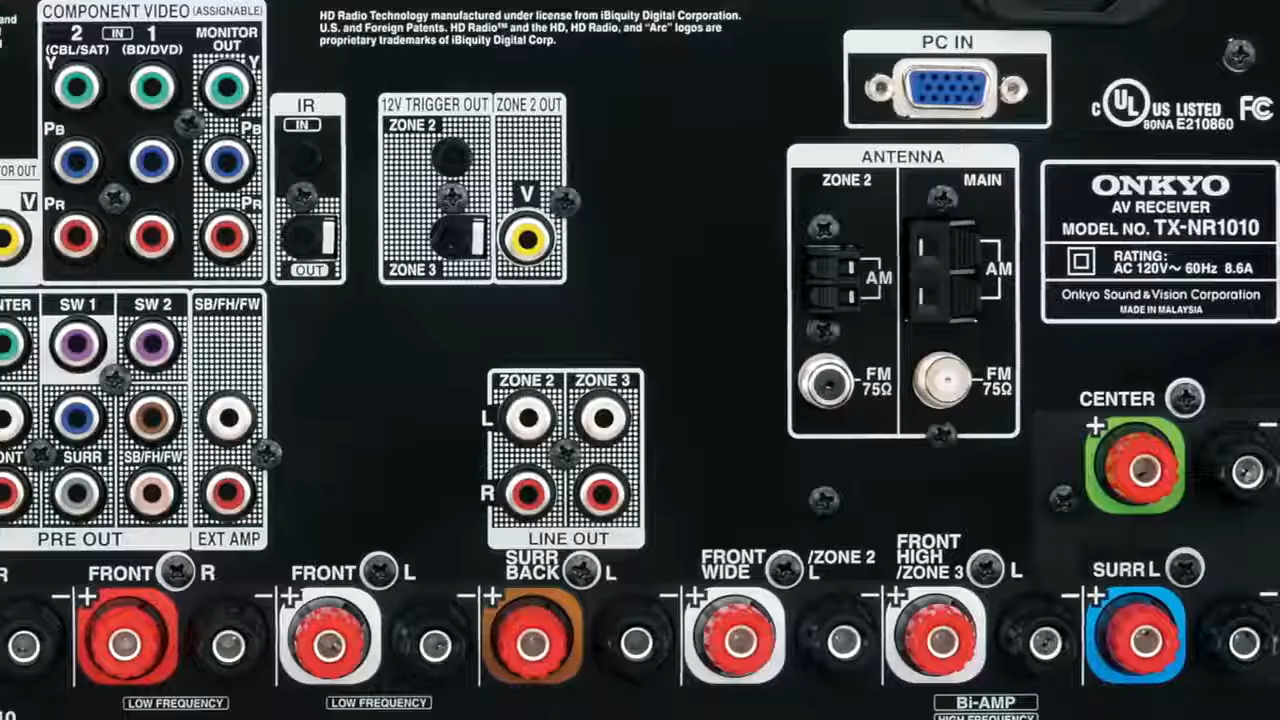 and
COMPONENT VIDEO (ASSIGNABLE)
2 IN 1
(CBL/SAT) (BD/DVD)
MONITOR
OUT
Y Y
PB PB
PR PR
V
HD Radio Technology manufactured under license from iBiquity Digital Corporation.
U.S. and Foreign Patents. HD Radio™ and the HD, HD Radio, and “Arc” logos are
proprietary trademarks of iBiquity Digital Corp.
IR
IN
OUT
12V TRIGGER OUT
ZONE 2
ZONE 3
ZONE 2 OUT
V
PC IN
C UL US LISTED
80NA E210860
FC
ANTENNA
ZONE 2 MAIN
AM AM
FM FM
75Ω 75Ω
ONKYO
AV RECEIVER
MODEL NO. TX-NR1010
RATING:
AC 120V~ 60Hz 8.6A
Onkyo Sound & Vision Corporation
MADE IN MALAYSIA
SW 1 SW 2 SB/FH/FW
SURR SB/FH/FW
PRE OUT EXT AMP
ZONE 2 ZONE 3
L
R
LINE OUT
CENTER
+ −
R
FRONT R
FRONT L
SURR
BACK L
FRONT
WIDE /ZONE 2
L
FRONT
HIGH
/ZONE 3 L
SURR L
− + − + − + − + − + − + −
LOW FREQUENCY
LOW FREQUENCY
Bi-AMP
HIGH FREQUENCY